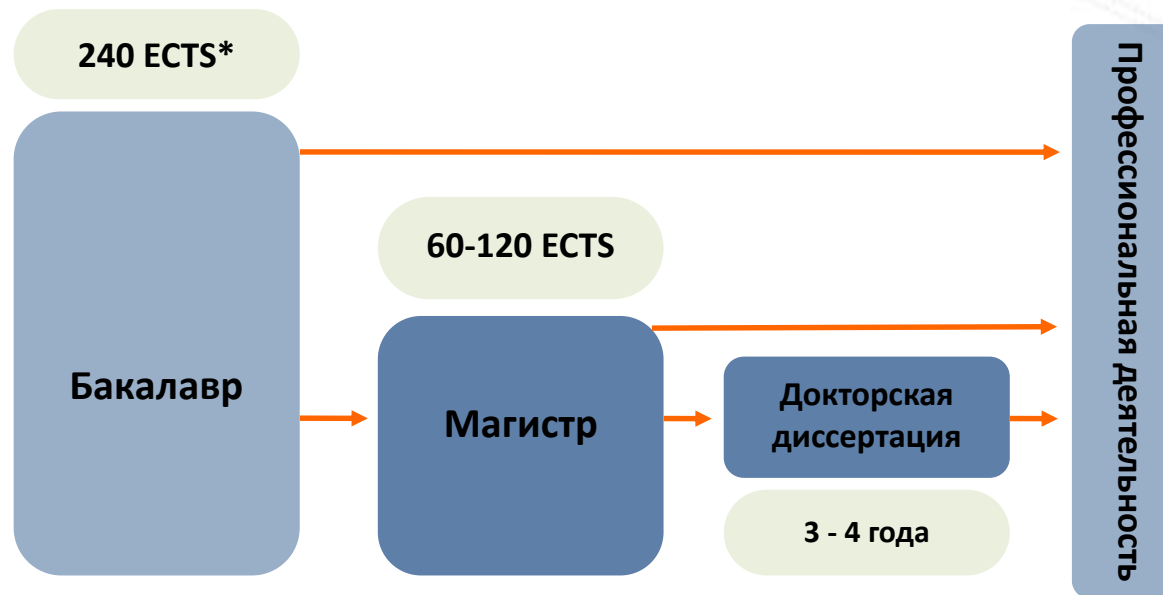 240 ECTS*
Бакалавр
60-120 ECTS
Магистр
Докторская
диссертация
3 - 4 года
Профессиональная деятельность